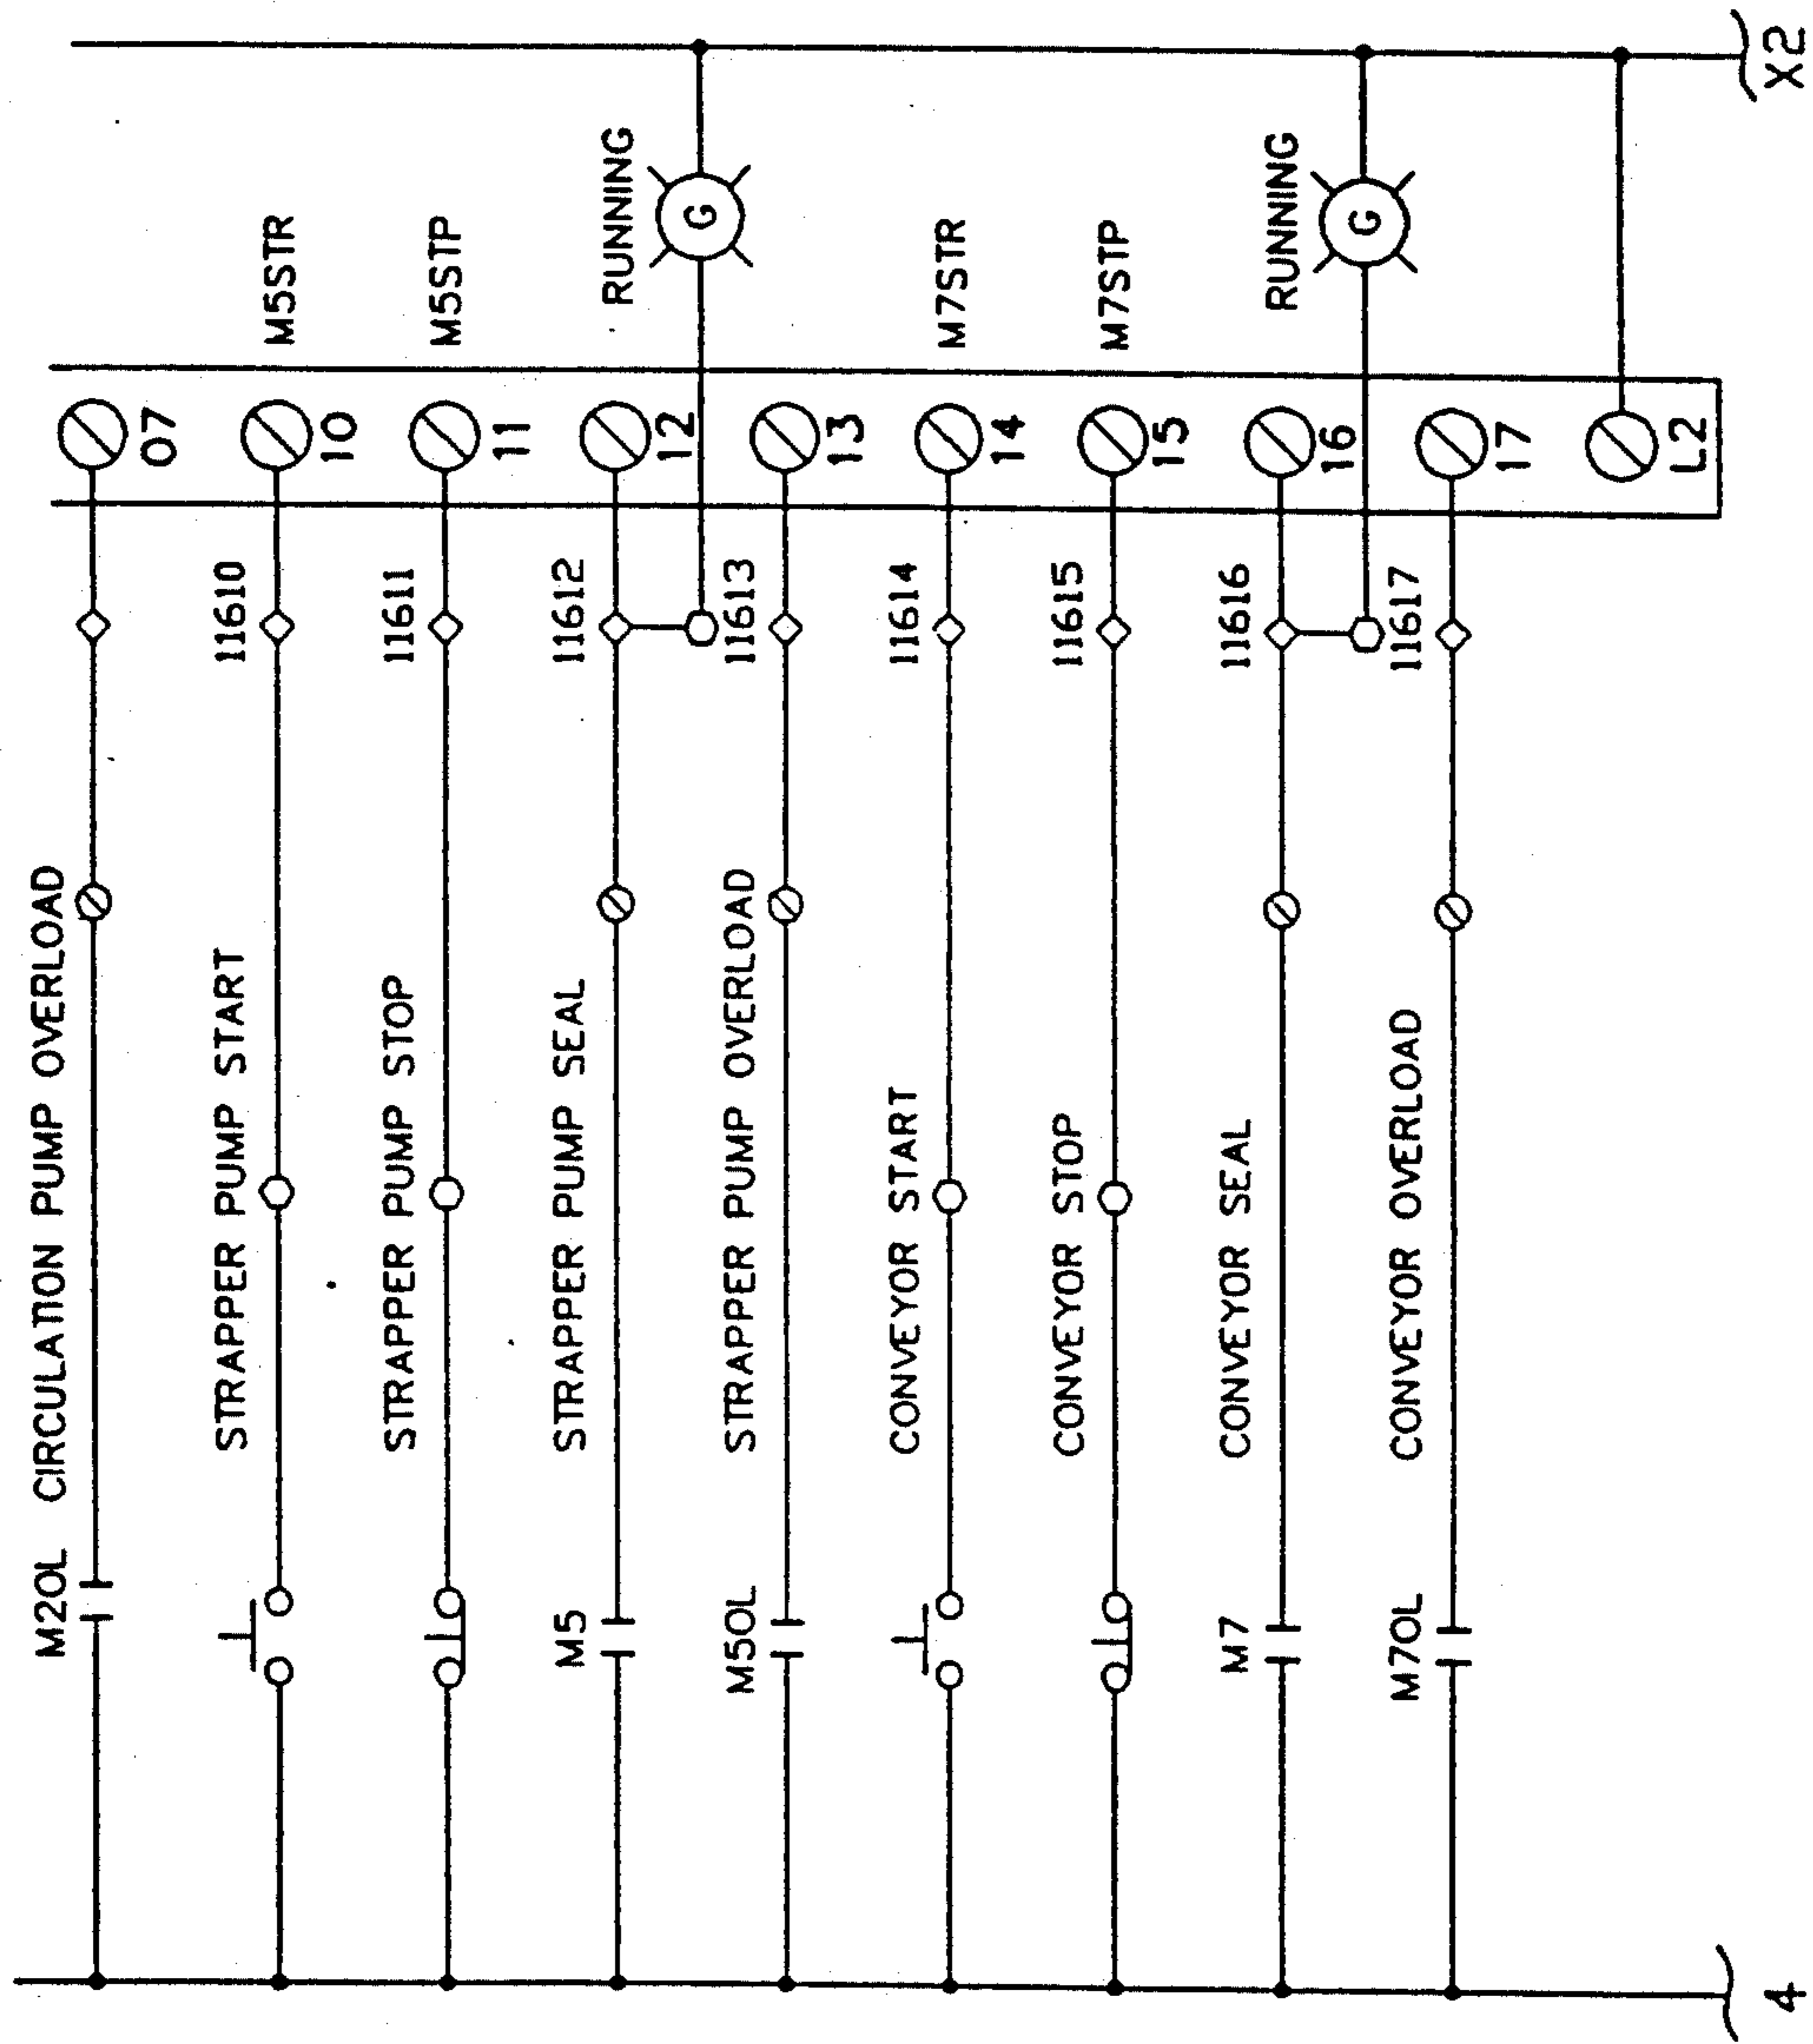 M2OL CIRCULATION PUMP OVERLOAD
07
STRAPPER PUMP START 11610
10
M5STR
STRAPPER PUMP STOP 11611
11
M5STP
M5 STRAPPER PUMP SEAL 11612
12
RUNNING
G
M5OL STRAPPER PUMP OVERLOAD 11613
13
CONVEYOR START 11614
14
M7STR
CONVEYOR STOP 11615
15
M7STP
M7 CONVEYOR SEAL 11616
16
RUNNING
G
M7OL CONVEYOR OVERLOAD 11617
17
L2
4
X2